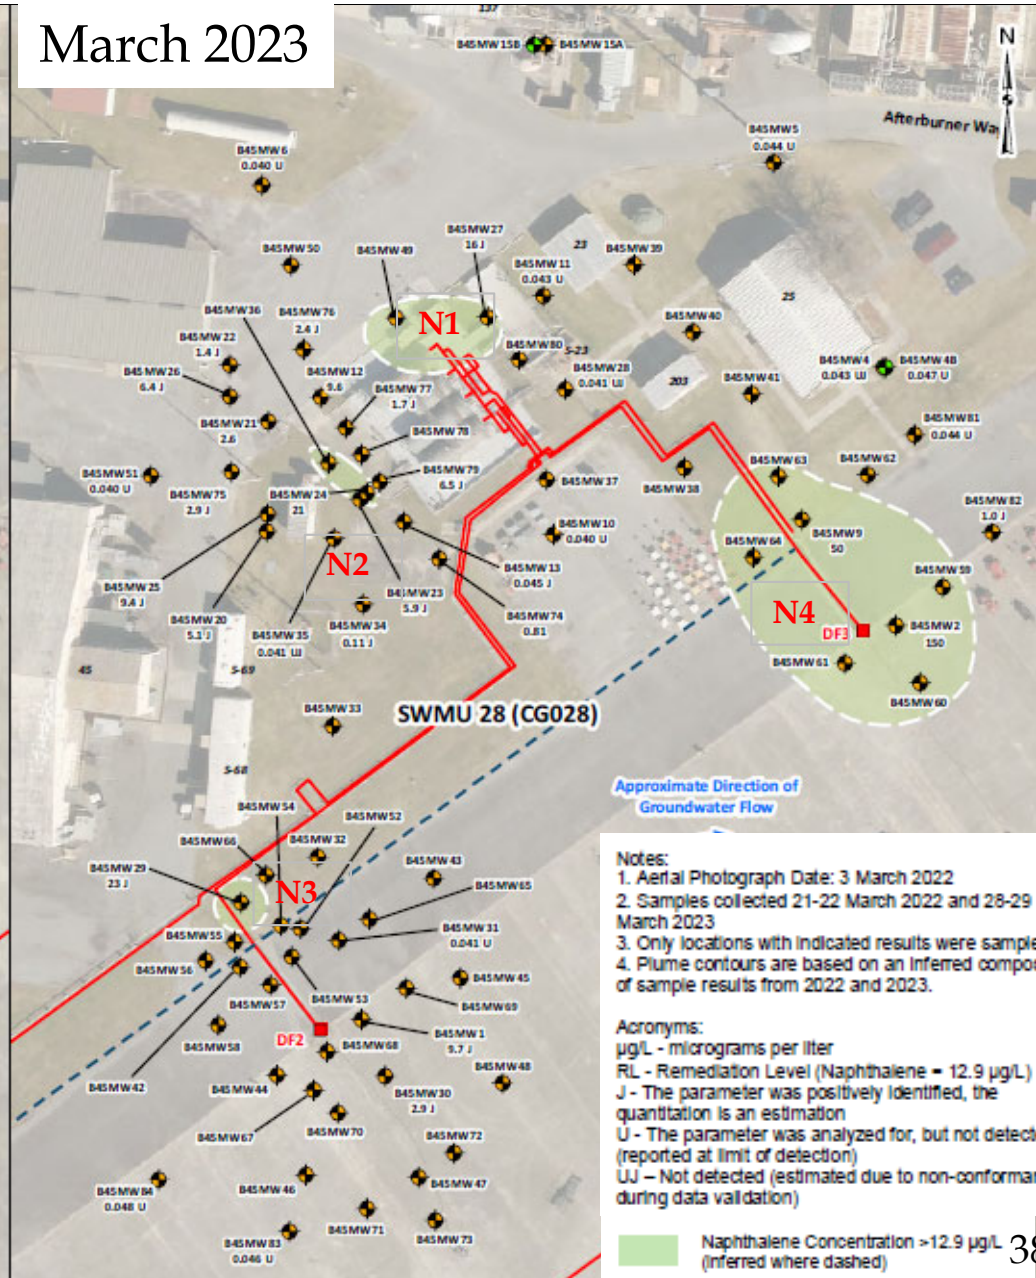 March 2023
137
B45MW15B
B45MW15A
N
Afterburner Way
B45MW5
0.044 U
B45MW6
0.040 U
B45MW50
B45MW49
B45MW27
16 J
23
B45MW39
B45MW11
0.043 U
25
B45MW36
B45MW76
2.4 J
N1
B45MW40
B45MW22
1.4 J
B45MW80
S-23
B45MW4
0.043 UJ
B45MW4B
0.047 U
B45MW26
6.4 J
B45MW12
9.6
B45MW77
1.7 J
B45MW28
0.041 UJ
203
B45MW41
B45MW21
2.6
B45MW78
B45MW81
0.044 U
B45MW51
0.040 U
B45MW79
6.5 J
B45MW63
B45MW62
B45MW75
2.9 J
B45MW24
21
B45MW37
B45MW38
B45MW82
1.0 J
B45MW10
0.040 U
B45MW9
50
B45MW64
N2
B45MW13
0.045 J
B45MW59
B45MW25
9.4 J
B45MW23
5.9 J
N4
B45MW20
5.1 J
B45MW35
0.041 UJ
B45MW34
0.11 J
B45MW74
0.81
DF3
B45MW2
150
45
S-69
B45MW61
B45MW33
SWMU 28 (CG028)
B45MW60
S-68
Approximate Direction of
Groundwater Flow
B45MW54
B45MW52
B45MW66
B45MW32
B45MW29
23 J
B45MW43
N3
B45MW65
B45MW55
B45MW31
0.041 U
B45MW56
B45MW45
B45MW57
B45MW53
B45MW69
B45MW58
DF2
B45MW68
B45MW1
9.7 J
B45MW42
B45MW44
B45MW48
B45MW30
2.9 J
B45MW67
B45MW70
B45MW72
B45MW84
0.048 U
B45MW46
B45MW47
B45MW71
B45MW73
B45MW83
0.046 U
Notes:
1. Aerial Photograph Date: 3 March 2022
2. Samples collected 21-22 March 2022 and 28-29
March 2023
3. Only locations with indicated results were sample
4. Plume contours are based on an inferred compo
of sample results from 2022 and 2023.
Acronyms:
µg/L - micrograms per liter
RL - Remediation Level (Naphthalene = 12.9 µg/L)
J - The parameter was positively identified, the
quantitation is an estimation
U - The parameter was analyzed for, but not detect
(reported at limit of detection)
UJ – Not detected (estimated due to non-conforma
during data validation)
Naphthalene Concentration >12.9 µg/L
(Inferred where dashed)
38